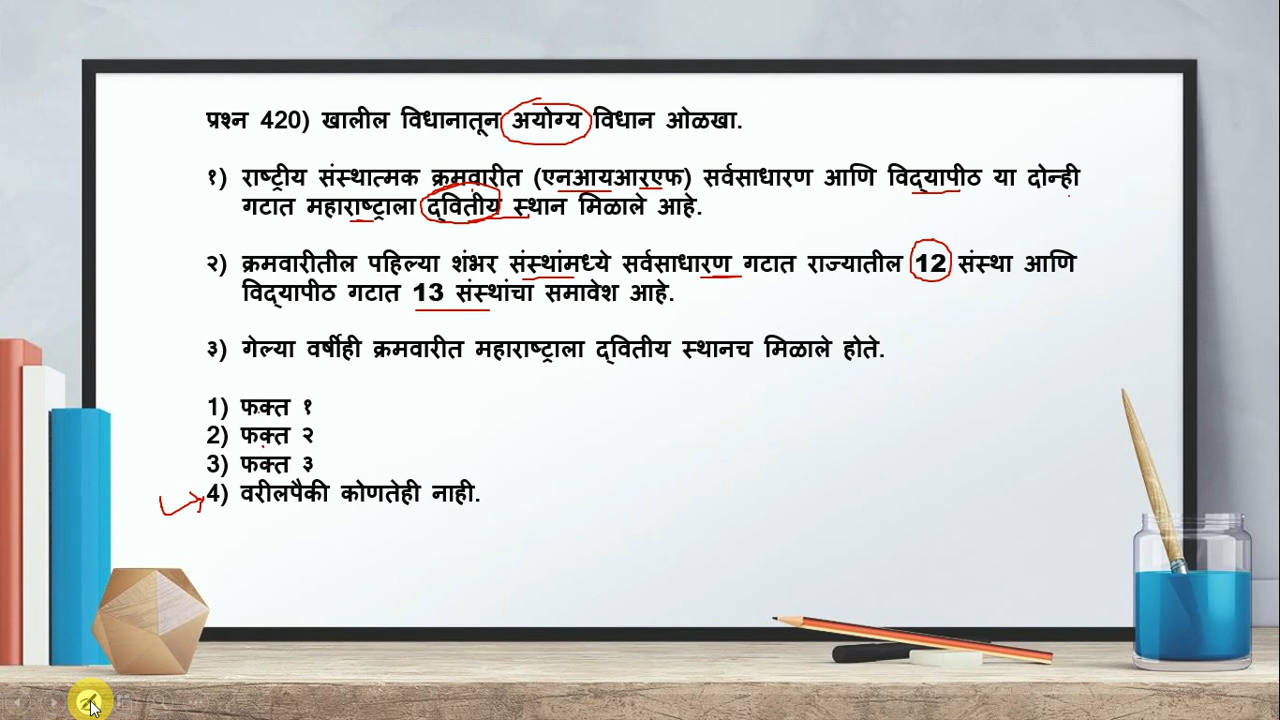 प्रश्न 420) खालील विधानातून अयोग्य विधान ओळखा.
१) राष्ट्रीय संस्थात्मक क्रमवारीत (एनआयआरएफ) सर्वसाधारण आणि विद्यापीठ या दोन्ही
गटात महाराष्ट्राला द्वितीय स्थान मिळाले आहे.
२) क्रमवारीतील पहिल्या शंभर संस्थांमध्ये सर्वसाधारण गटात राज्यातील 12 संस्था आणि
विद्यापीठ गटात 13 संस्थांचा समावेश आहे.
३) गेल्या वर्षीही क्रमवारीत महाराष्ट्राला द्वितीय स्थानच मिळाले होते.
1) फक्त १
2) फक्त २
3) फक्त ३
4) वरीलपैकी कोणतेही नाही.